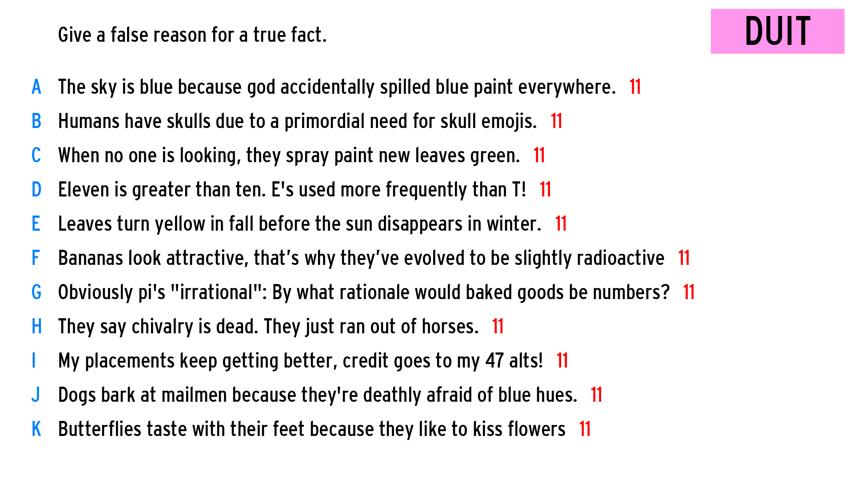 Give a false reason for a true fact.
DUIT
A The sky is blue because god accidentally spilled blue paint everywhere. 11
B Humans have skulls due to a primordial need for skull emojis. 11
C When no one is looking, they spray paint new leaves green. 11
D Eleven is greater than ten. E's used more frequently than T! 11
E Leaves turn yellow in fall before the sun disappears in winter. 11
F Bananas look attractive, that's why they've evolved to be slightly radioactive 11
G Obviously pi's "irrational": By what rationale would baked goods be numbers? 11
H They say chivalry is dead. They just ran out of horses. 11
I My placements keep getting better, credit goes to my 47 alts! 11
J Dogs bark at mailmen because they're deathly afraid of blue hues. 11
K Butterflies taste with their feet because they like to kiss flowers 11